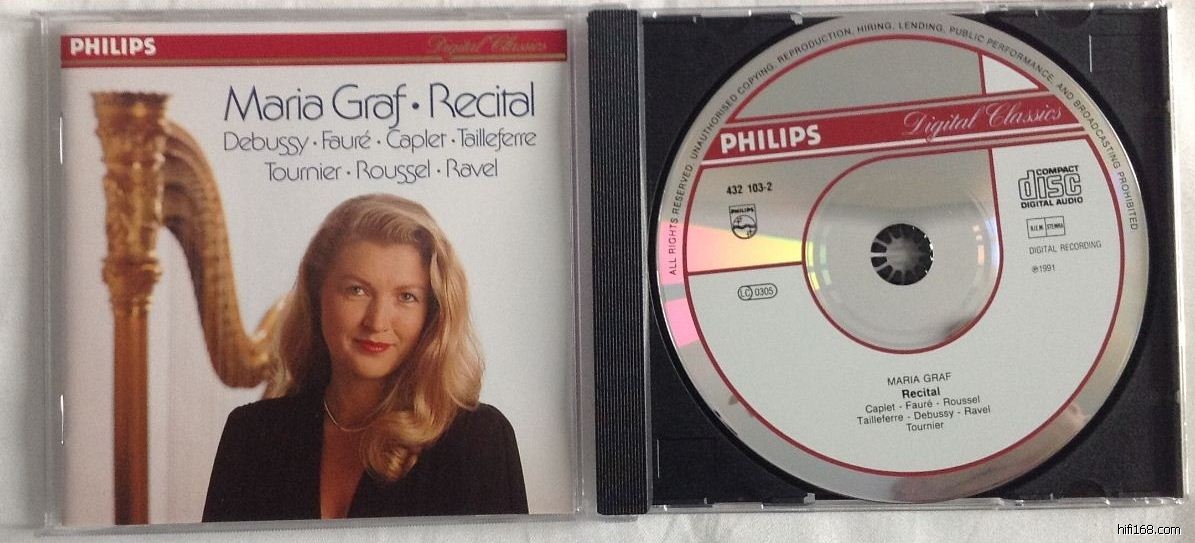 PHILIPS
Digital Classics
Maria Graf · Recital
Debussy · Fauré · Caplet · Tailleferre
Tournier · Roussel · Ravel
ALL RIGHTS RESERVED. UNAUTHORISED COPYING, REPRODUCTION, HIRING, LENDING, PUBLIC PERFORMANCE, AND BROADCASTING PROHIBITED
PHILIPS
Digital Classics
432 103-2
PHILIPS
COMPACT
disc
DIGITAL AUDIO
B.I.E.M. STEMRA
DIGITAL RECORDING
℗1991
LC 0305
MARIA GRAF
Recital
Caplet - Fauré - Roussel
Tailleferre - Debussy - Ravel
Tournier
hifi168.com